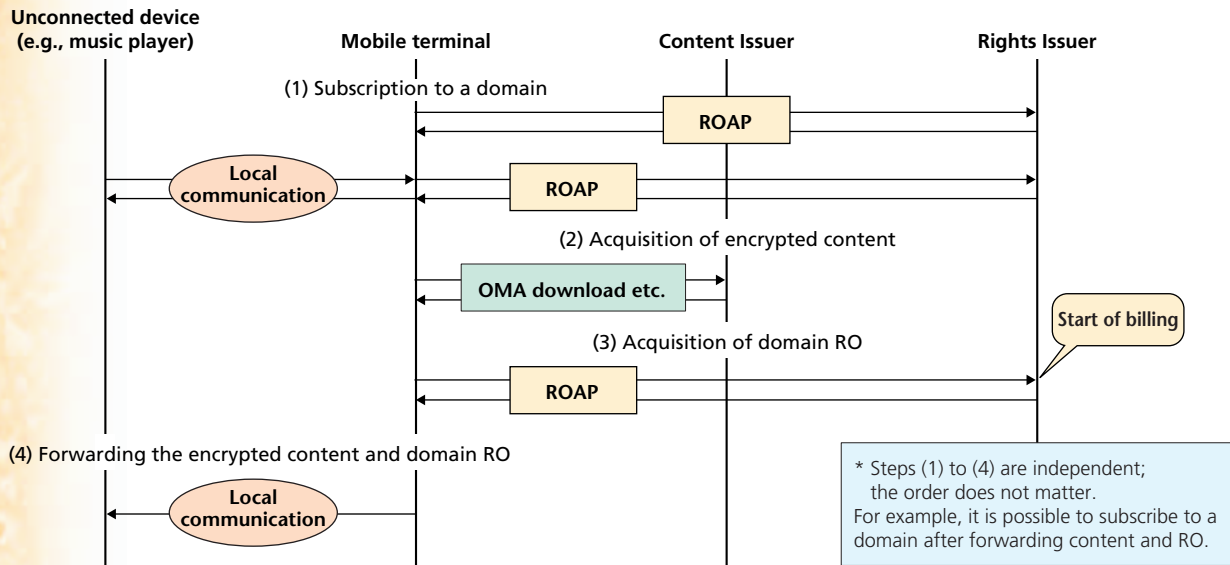 Unconnected device
(e.g., music player)
Mobile terminal
Content Issuer
Rights Issuer
(1) Subscription to a domain
ROAP
Local
communication
ROAP
(2) Acquisition of encrypted content
OMA download etc.
Start of billing
(3) Acquisition of domain RO
ROAP
(4) Forwarding the encrypted content and domain RO
Local
communication
* Steps (1) to (4) are independent;
the order does not matter.
For example, it is possible to subscribe to a
domain after forwarding content and RO.